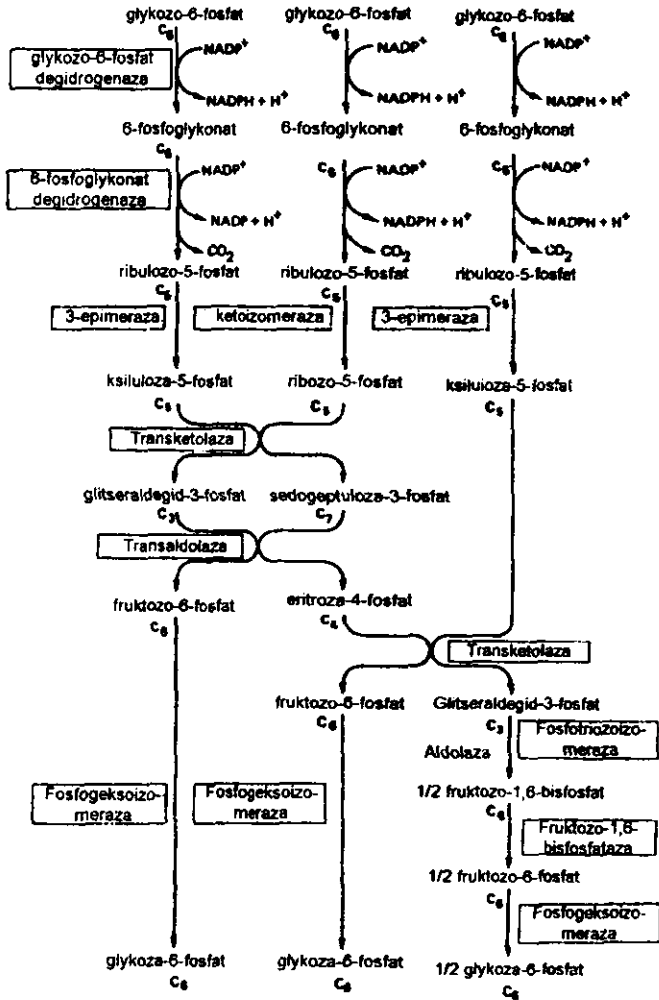 glykozo-6-fosfat glykozo-6-fosfat glykozo-6-fosfat
C6 C6 C6
NADP+ NADP+ NADP+
glykozo-6-fosfat
degidrogenaza
NADPH + H+ NADPH + H+ NADPH + H+
6-fosfoglykonat 6-fosfoglykonat 6-fosfoglykonat
C6 C6 C6
NADP+ NADP+ NADP+
6-fosfoglykonat
degidrogenaza
NADP + H+ NADPH + H+ NADPH + H+
CO2 CO2 CO2
ribulozo-5-fosfat ribulozo-5-fosfat ribulozo-5-fosfat
C5 C5 C5
3-epimeraza ketoizomeraza 3-epimeraza
ksiluloza-5-fosfat ribozo-5-fosfat ksiluloza-5-fosfat
C5 C5 C5
Transketolaza
glitseraldegid-3-fosfat sedogeptuloza-3-fosfat
C3 C7
Transaldolaza
fruktozo-6-fosfat eritroza-4-fosfat
C6 C4
Transketolaza
fruktozo-6-fosfat Glitseraldegid-3-fosfat
C6 C3
Fosfotriozoizo-
meraza
Aldolaza
1/2 fruktozo-1,6-bisfosfat
C6
Fosfogeksoizo-
meraza
Fosfogeksoizo-
meraza
Fruktozo-1,6-
bisfosfataza
1/2 fruktozo-6-fosfat
C6
Fosfogeksoizo-
meraza
glykoza-6-fosfat glykoza-6-fosfat 1/2 glykoza-6-fosfat
C6 C6 C6